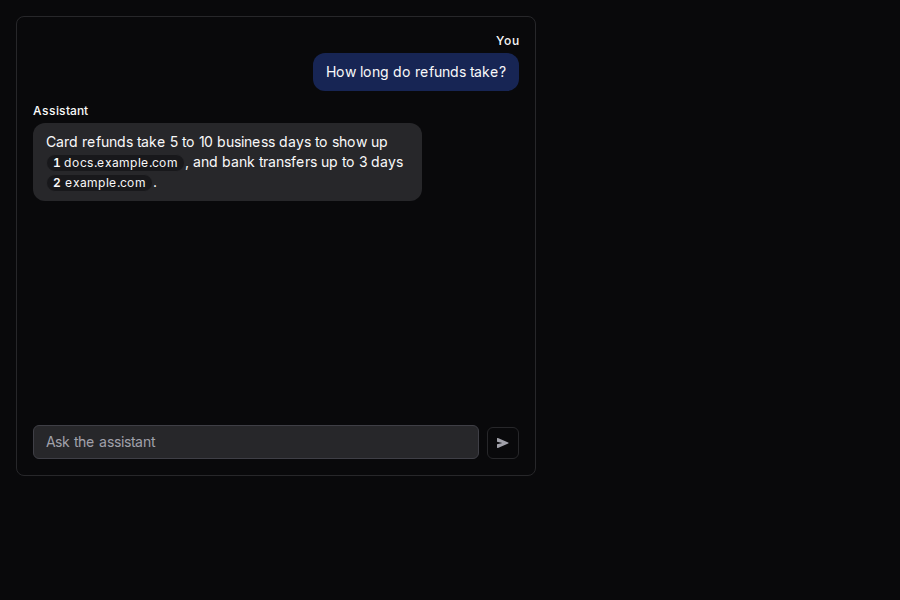 You
How long do refunds take?
Assistant
Card refunds take 5 to 10 business days to show up
1 docs.example.com , and bank transfers up to 3 days
2 example.com .
Ask the assistant